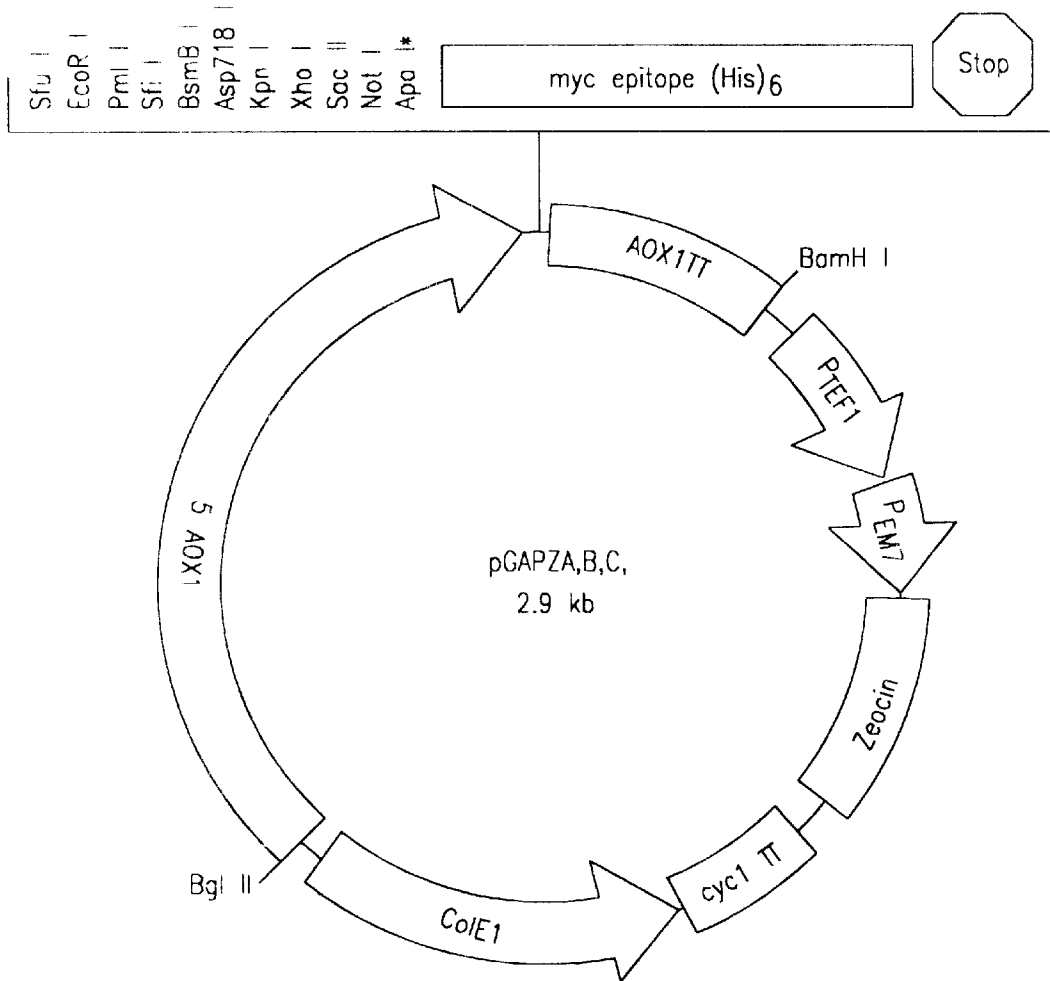 Sfu I
EcoR I
Pml I
Sfi I
BsmB I
Asp718 I
Kpn I
Xho I
Sac II
Not I
Apa I*
myc epitope (His)6
Stop
AOX1TT
BamH I
PTEF1
PEM7
5 AOX1
pGAPZA,B,C,
2.9 kb
Zeocin
cyc1 TT
Bgl II
ColE1